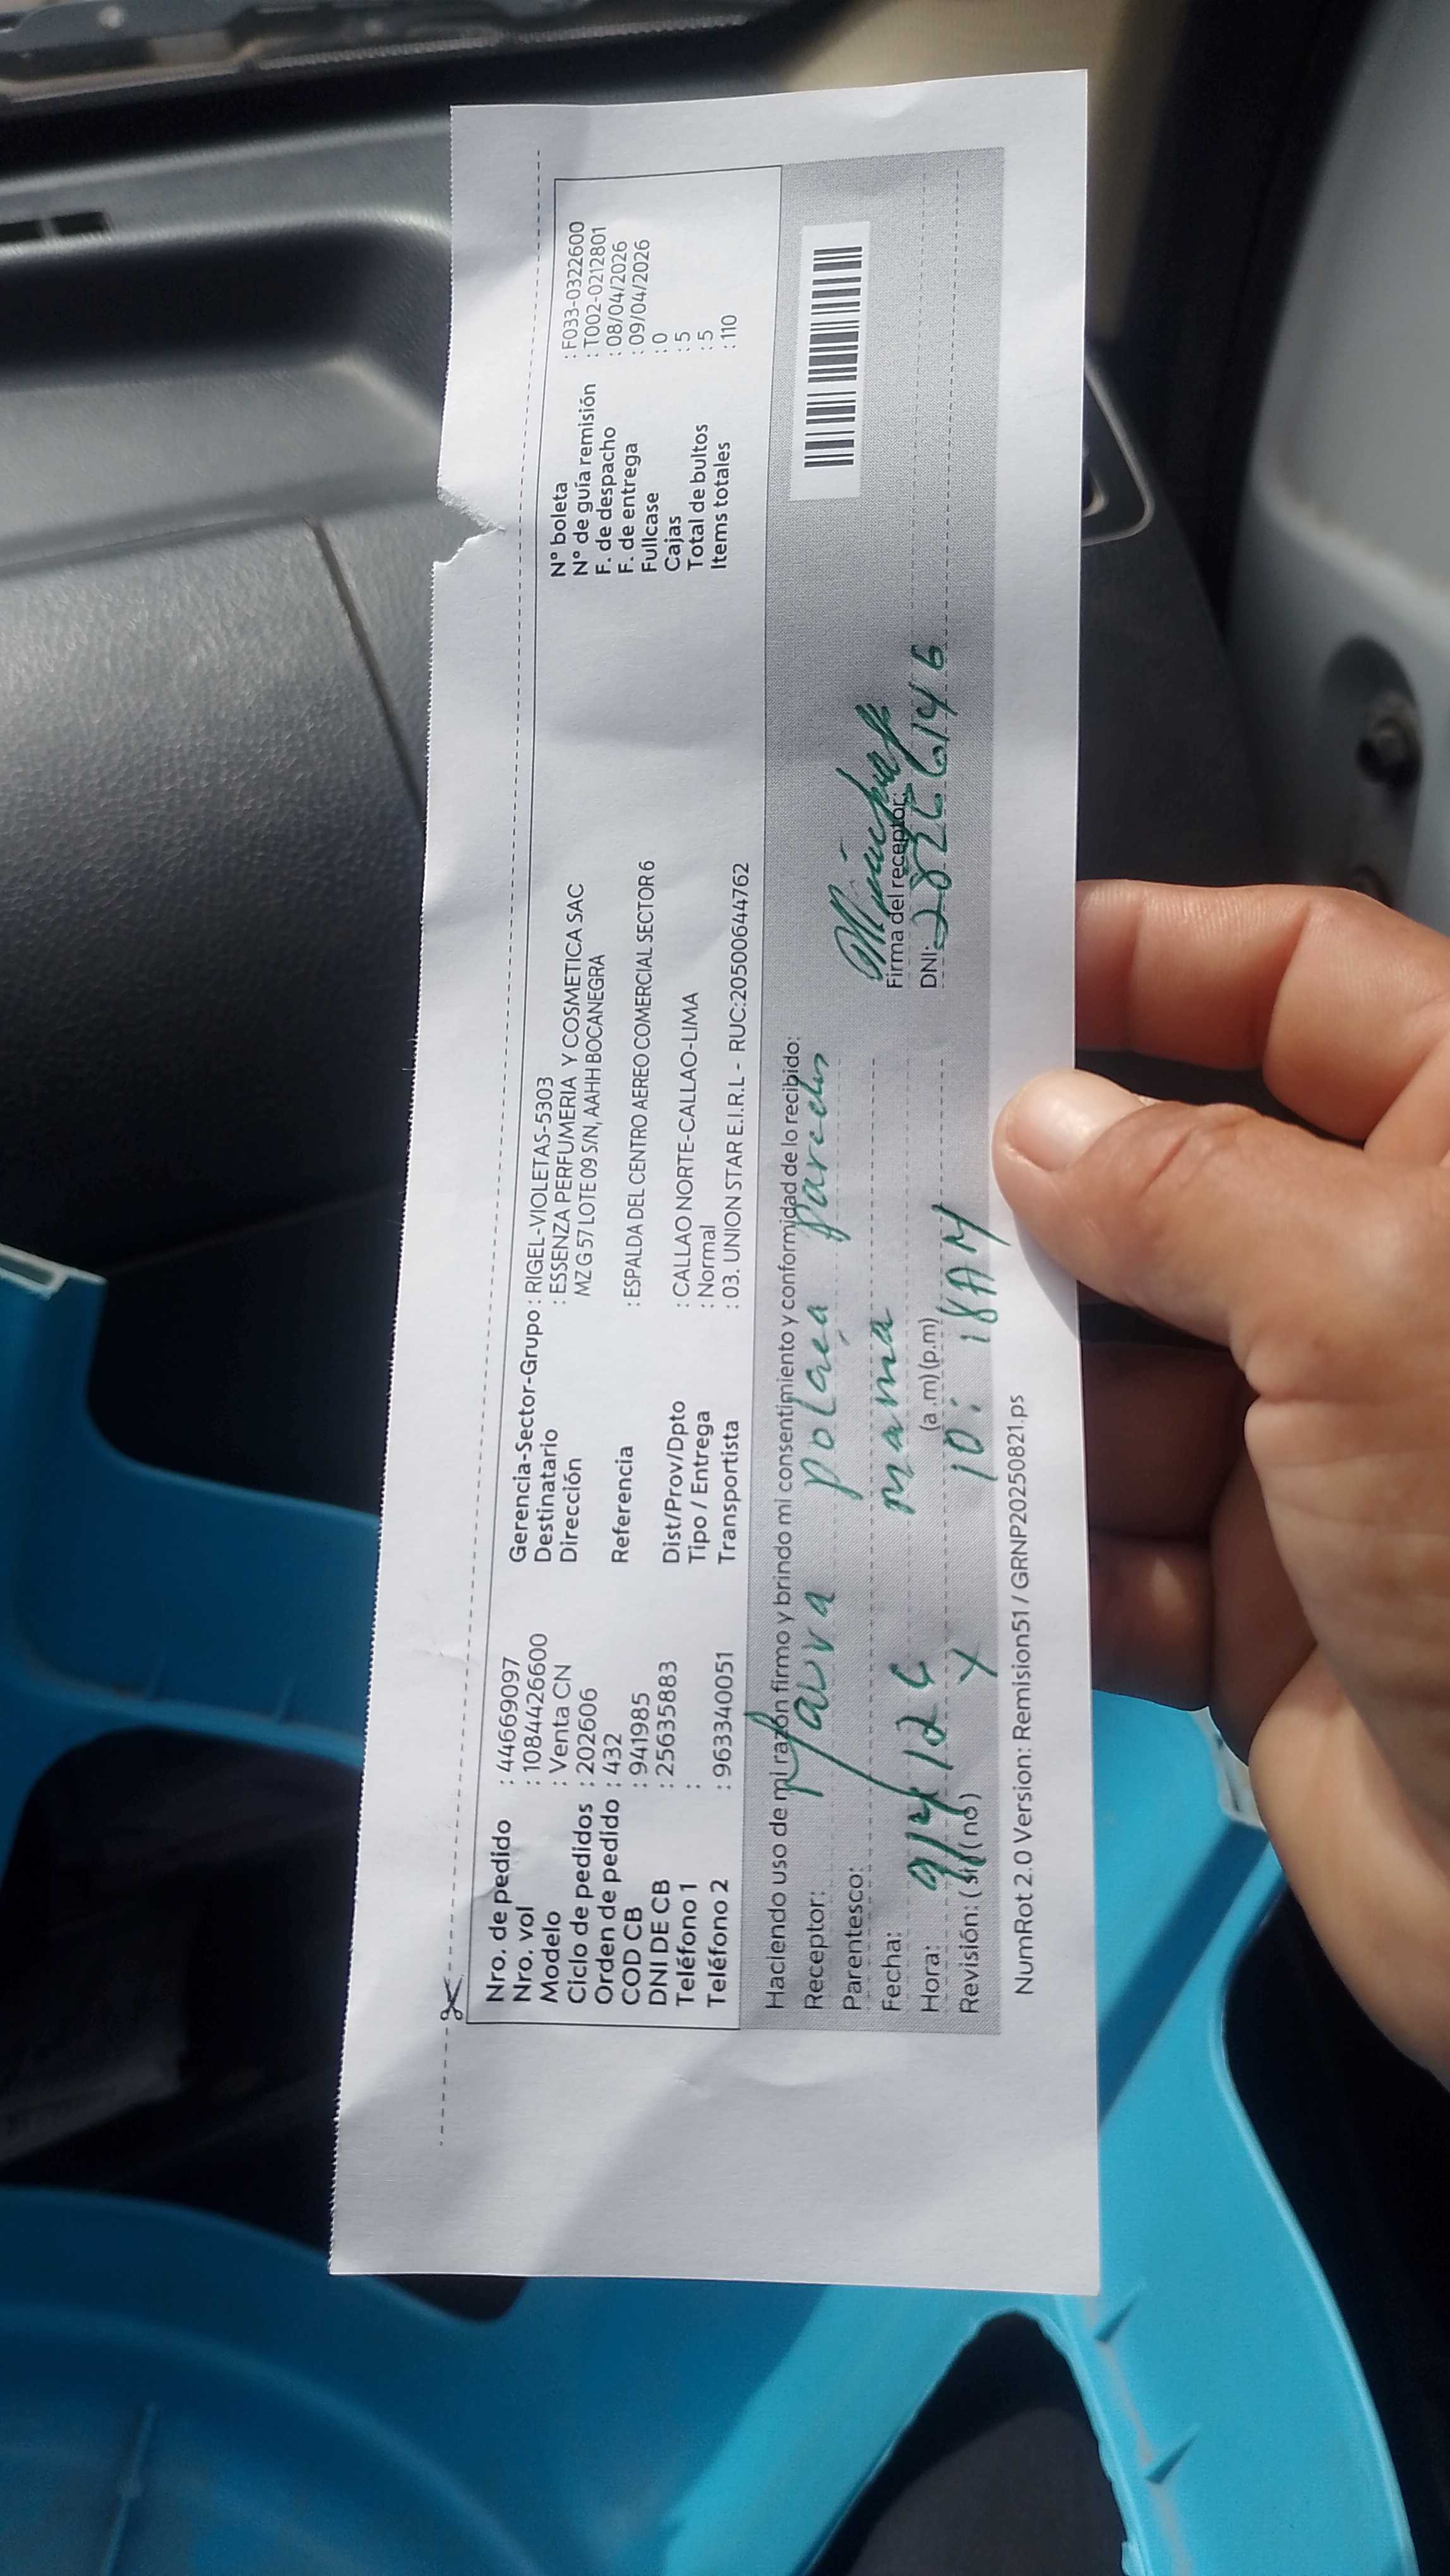 Nro. de pedido : 44669097
Nro. vol : 1084426600
Modelo : Venta CN
Ciclo de pedidos : 202606
Orden de pedido : 432
COD CB : 941985
DNI DE CB : 25635883
Teléfono 1 :
Teléfono 2 : 963340051
Gerencia-Sector-Grupo : RIGEL-VIOLETAS-5303
Destinatario : ESSENZA PERFUMERIA Y COSMETICA SAC
Dirección MZ G 57 LOTE 09 S/N, AAHH BOCANEGRA
Referencia : ESPALDA DEL CENTRO AEREO COMERCIAL SECTOR 6
Dist/Prov/Dpto : CALLAO NORTE-CALLAO-LIMA
Tipo / Entrega : Normal
Transportista : 03. UNION STAR E.I.R.L - RUC:20500644762
N° boleta : F033-0322600
N° de guía remisión : T002-0212801
F. de despacho : 08/04/2026
F. de entrega : 09/04/2026
Fullcase : 0
Cajas : 5
Total de bultos : 5
Items totales : 110
Haciendo uso de mi razón firmo y brindo mi consentimiento y conformidad de lo recibido:
Receptor:
Parentesco: mama
Fecha: 9/4/26
Hora: 10:18 AM (a.m) (p.m)
Revisión: (si) (no) X
Firma del receptor:
DNI:
NumRot 2.0 Version: Remision51 / GRNP20250821.ps